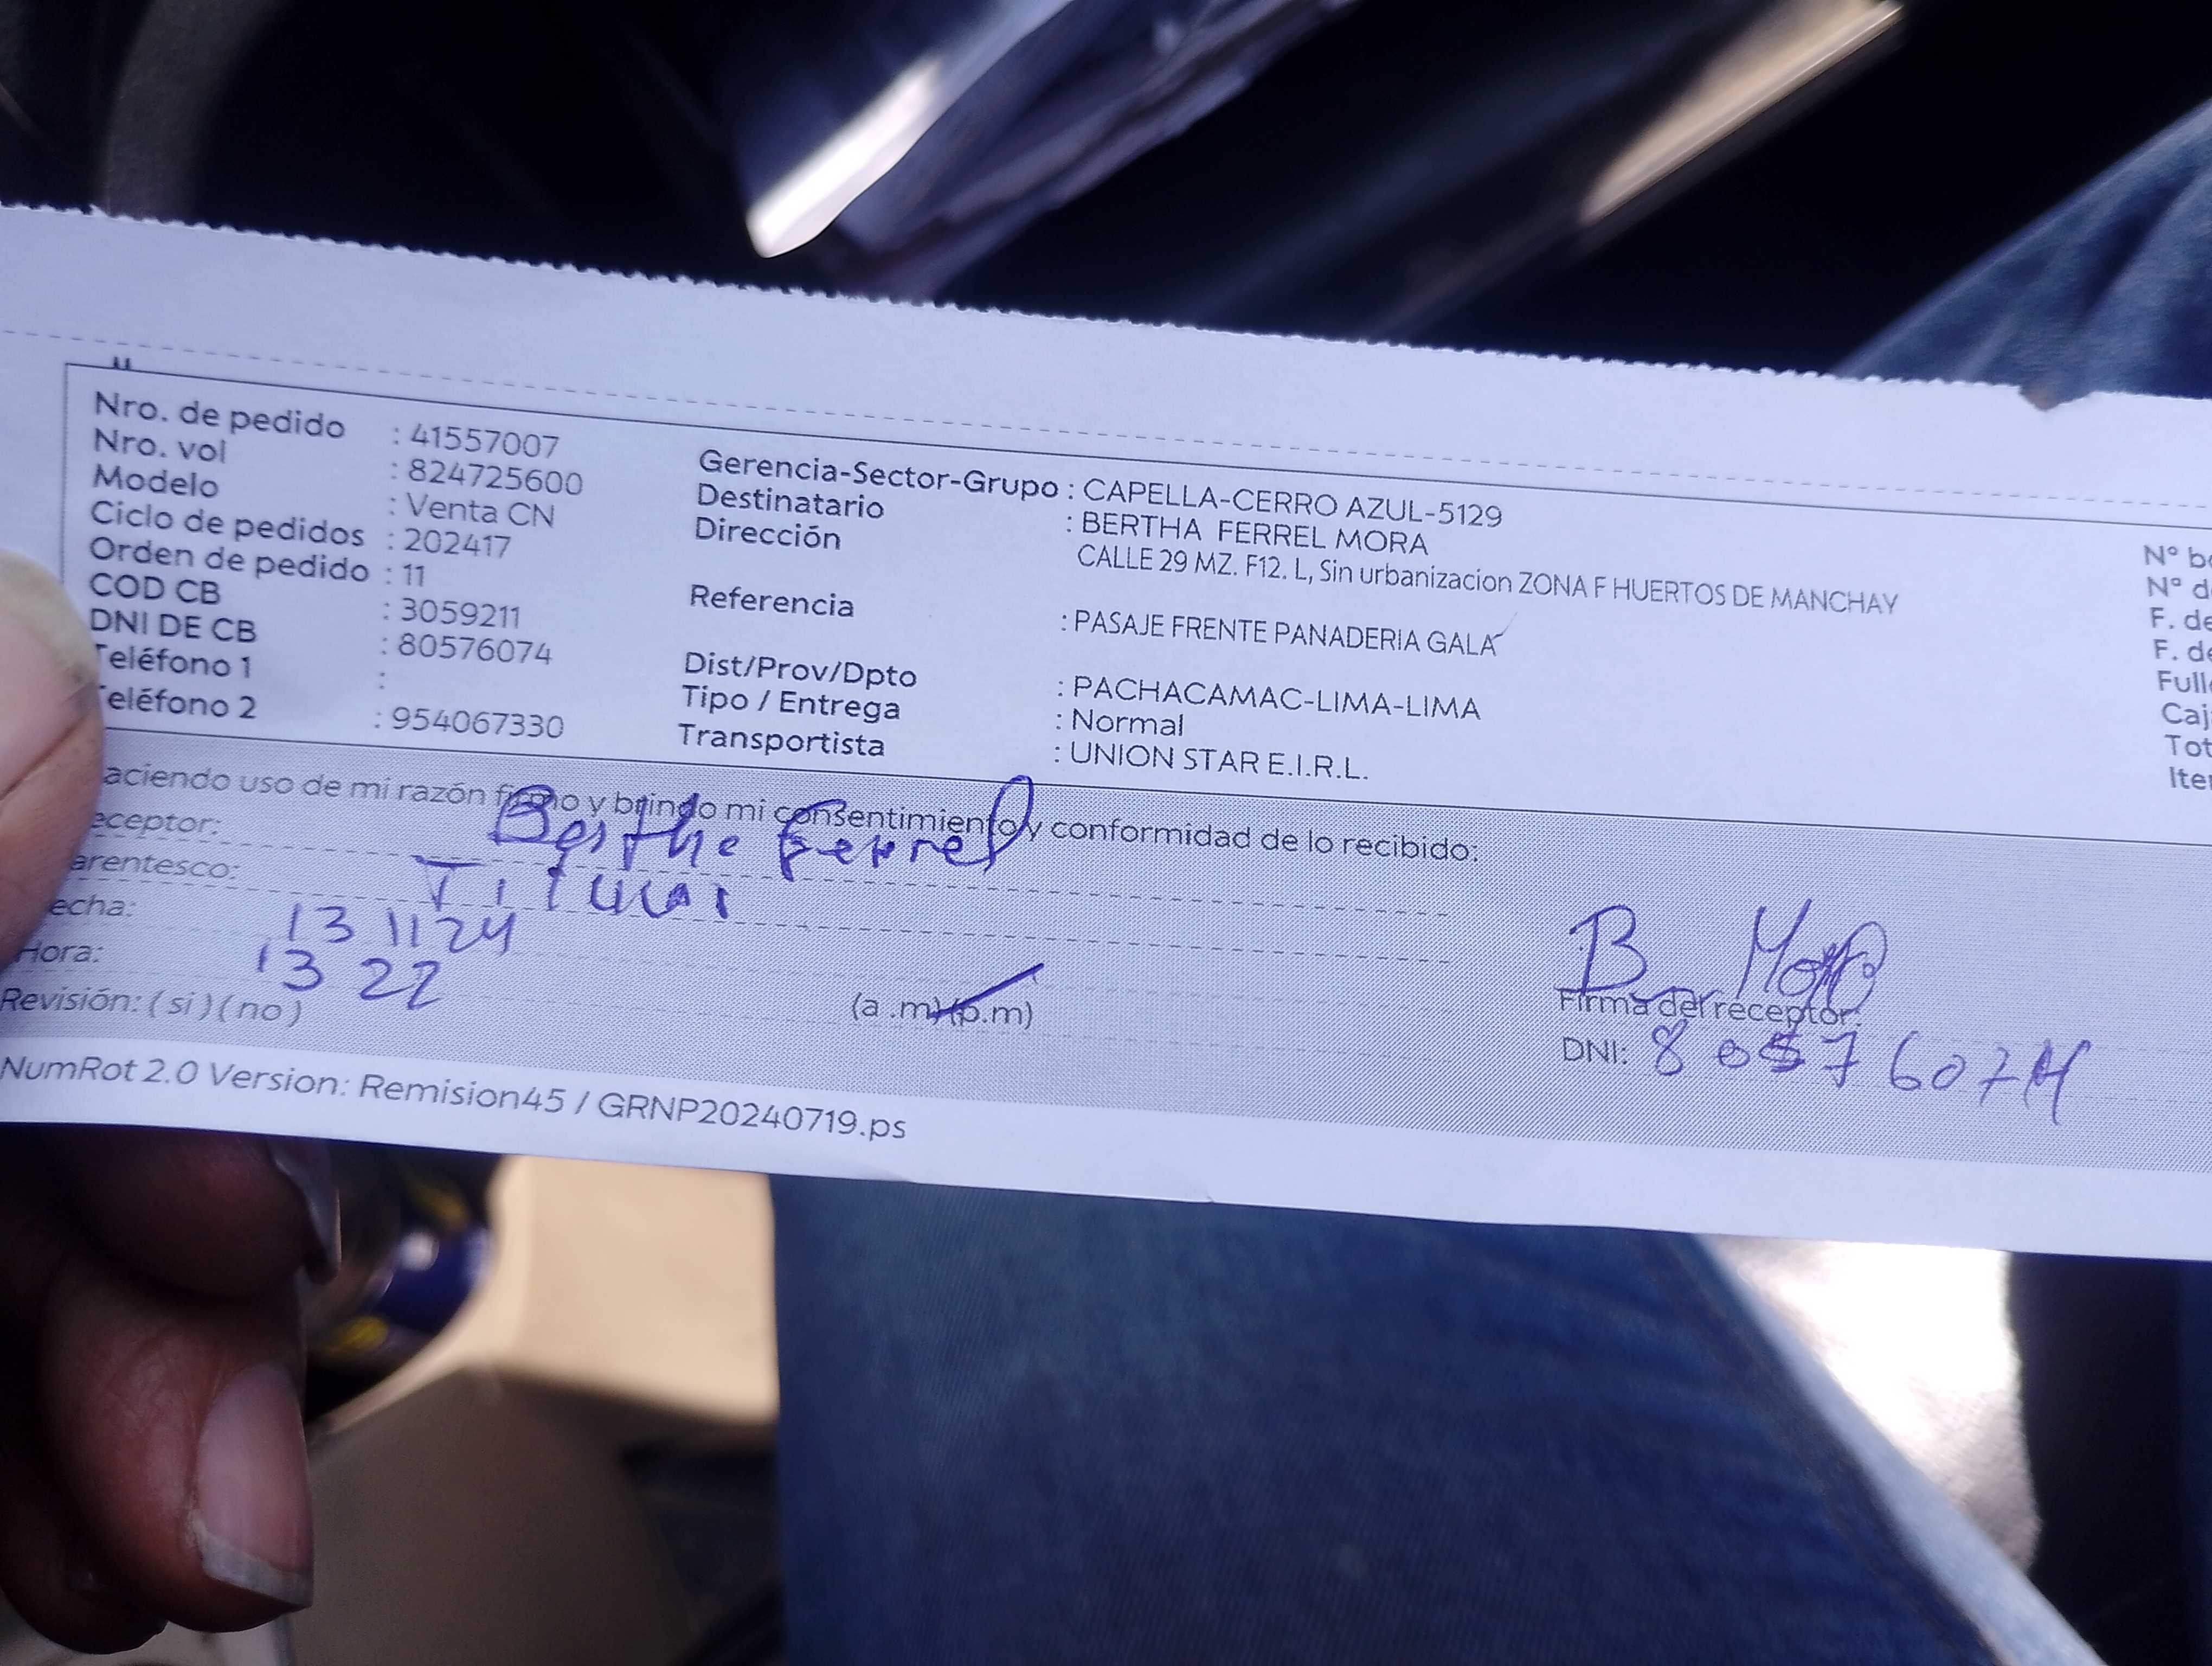 Nro. de pedido : 41557007
Nro. vol : 824725600
Modelo : Venta CN
Ciclo de pedidos : 202417
Orden de pedido : 11
COD CB : 3059211
DNI DE CB : 80576074
Teléfono 1 :
eléfono 2 : 954067330
Gerencia-Sector-Grupo : CAPELLA-CERRO AZUL-5129
Destinatario : BERTHA FERREL MORA
Dirección CALLE 29 MZ. F12. L, Sin urbanizacion ZONA F HUERTOS DE MANCHAY
Referencia : PASAJE FRENTE PANADERIA GALA
Dist/Prov/Dpto : PACHACAMAC-LIMA-LIMA
Tipo / Entrega : Normal
Transportista : UNION STAR E.I.R.L.
N° b
N° d
F. de
F. de
Full
Caj
Tot
Ite
aciendo uso de mi razón firmo y brindo mi consentimiento y conformidad de lo recibido:
eceptor: Berthe Ferrel
arentesco: Titular
echa: 13 11 24
Hora: 13 22 (a .m) (p.m)
Revisión: ( si ) ( no )
B Mora
Firma del receptor:
DNI: 80576074
NumRot 2.0 Version: Remision45 / GRNP20240719.ps